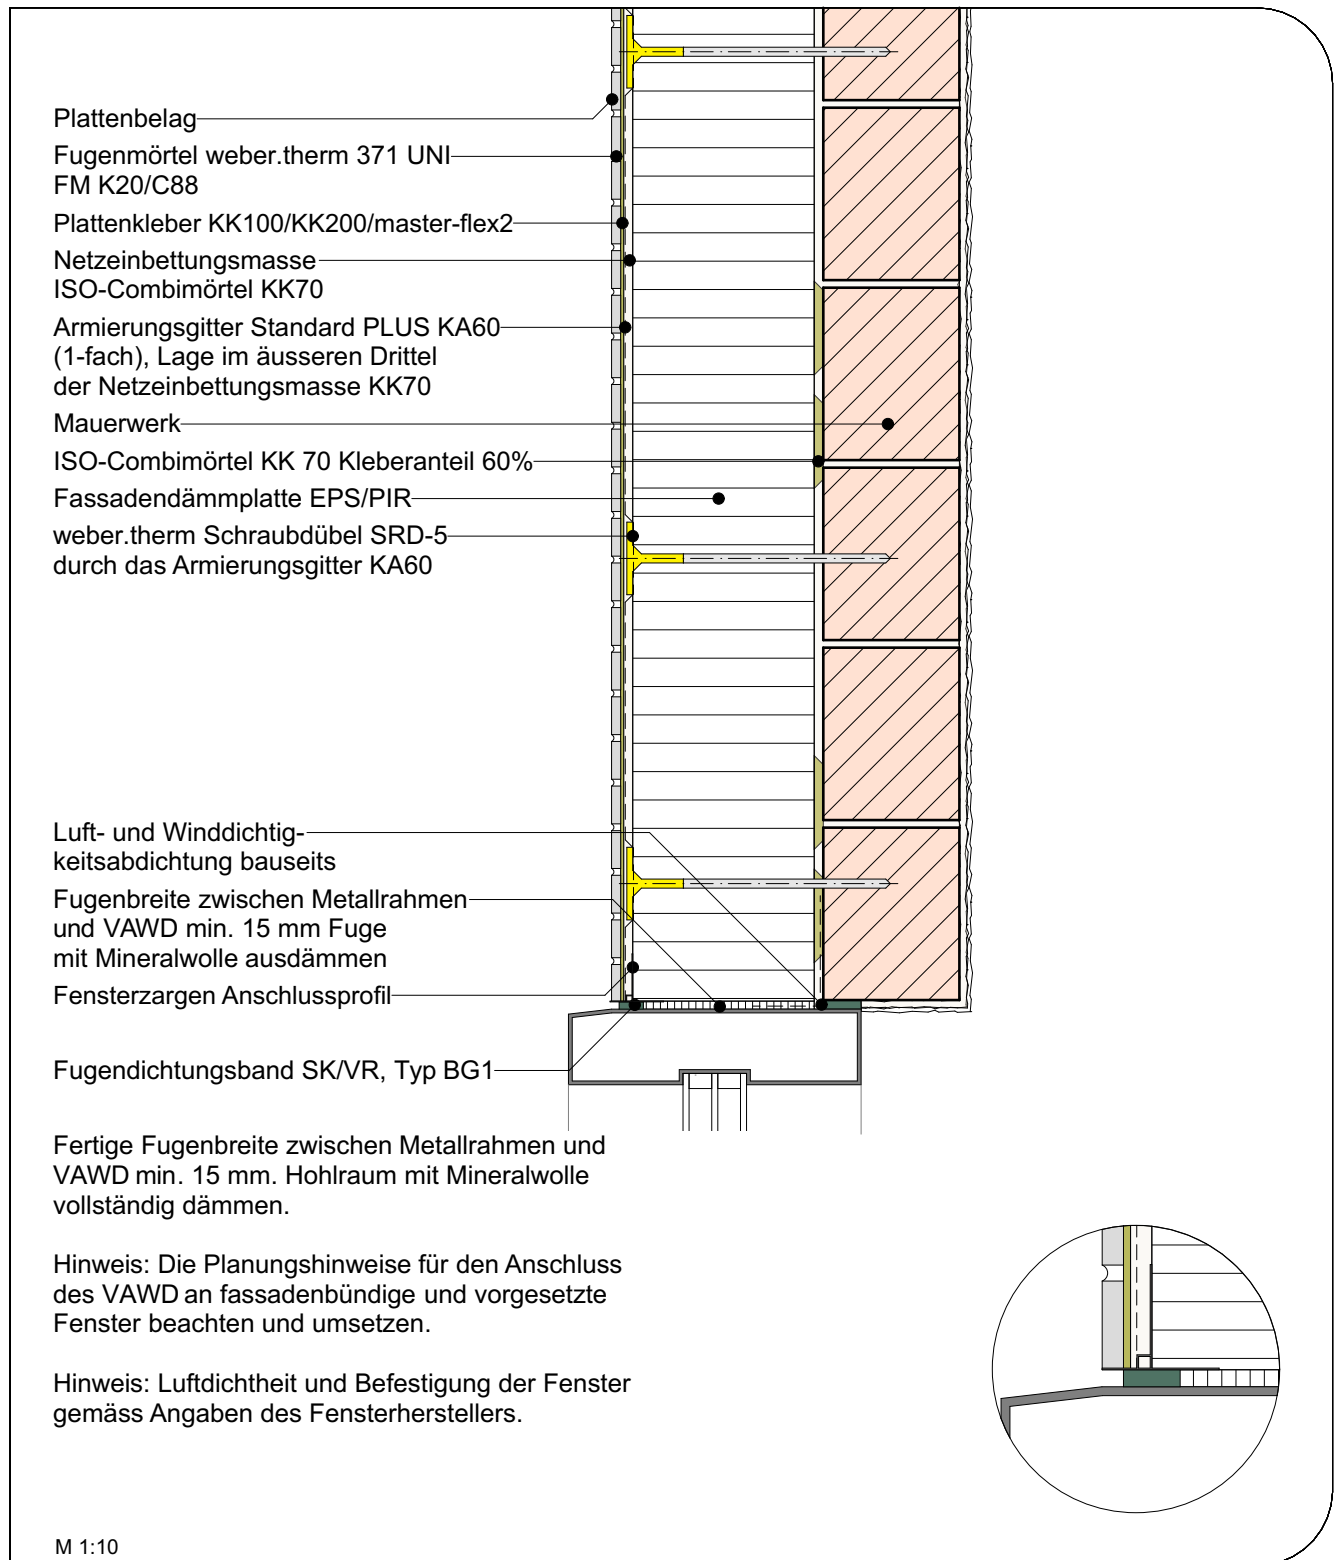 Plattenbelag
Fugenmörtel weber.therm 371 UNI
FM K20/C88
Plattenkleber KK100/KK200/master-flex2
Netzeinbettungsmasse
ISO-Combimörtel KK70
Armierungsgitter Standard PLUS KA60
(1-fach), Lage im äusseren Drittel
der Netzeinbettungsmasse KK70
Mauerwerk
ISO-Combimörtel KK 70 Kleberanteil 60%
Fassadendämmplatte EPS/PIR
weber.therm Schraubdübel SRD-5
durch das Armierungsgitter KA60
Luft- und Winddichtig-
keitsabdichtung bauseits
Fugenbreite zwischen Metallrahmen
und VAWD min. 15 mm Fuge
mit Mineralwolle ausdämmen
Fensterzargen Anschlussprofil
Fugendichtungsband SK/VR, Typ BG1
Fertige Fugenbreite zwischen Metallrahmen und
VAWD min. 15 mm. Hohlraum mit Mineralwolle
vollständig dämmen.
Hinweis: Die Planungshinweise für den Anschluss
des VAWD an fassadenbündige und vorgesetzte
Fenster beachten und umsetzen.
Hinweis: Luftdichtheit und Befestigung der Fenster
gemäss Angaben des Fensterherstellers.
M 1:10